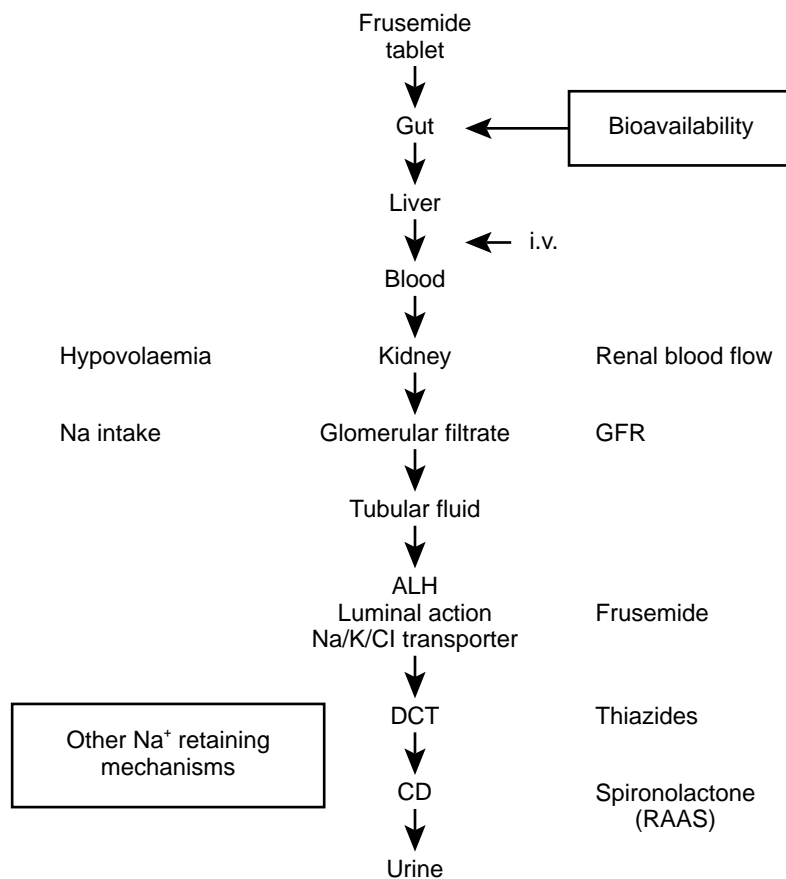 Frusemide
tablet
Gut
Bioavailability
Liver
i.v.
Blood
Hypovolaemia
Kidney
Renal blood flow
Na intake
Glomerular filtrate
GFR
Tubular fluid
ALH
Luminal action
Na/K/CI transporter
Frusemide
Other Na⁺ retaining
mechanisms
DCT
Thiazides
CD
Spironolactone
(RAAS)
Urine